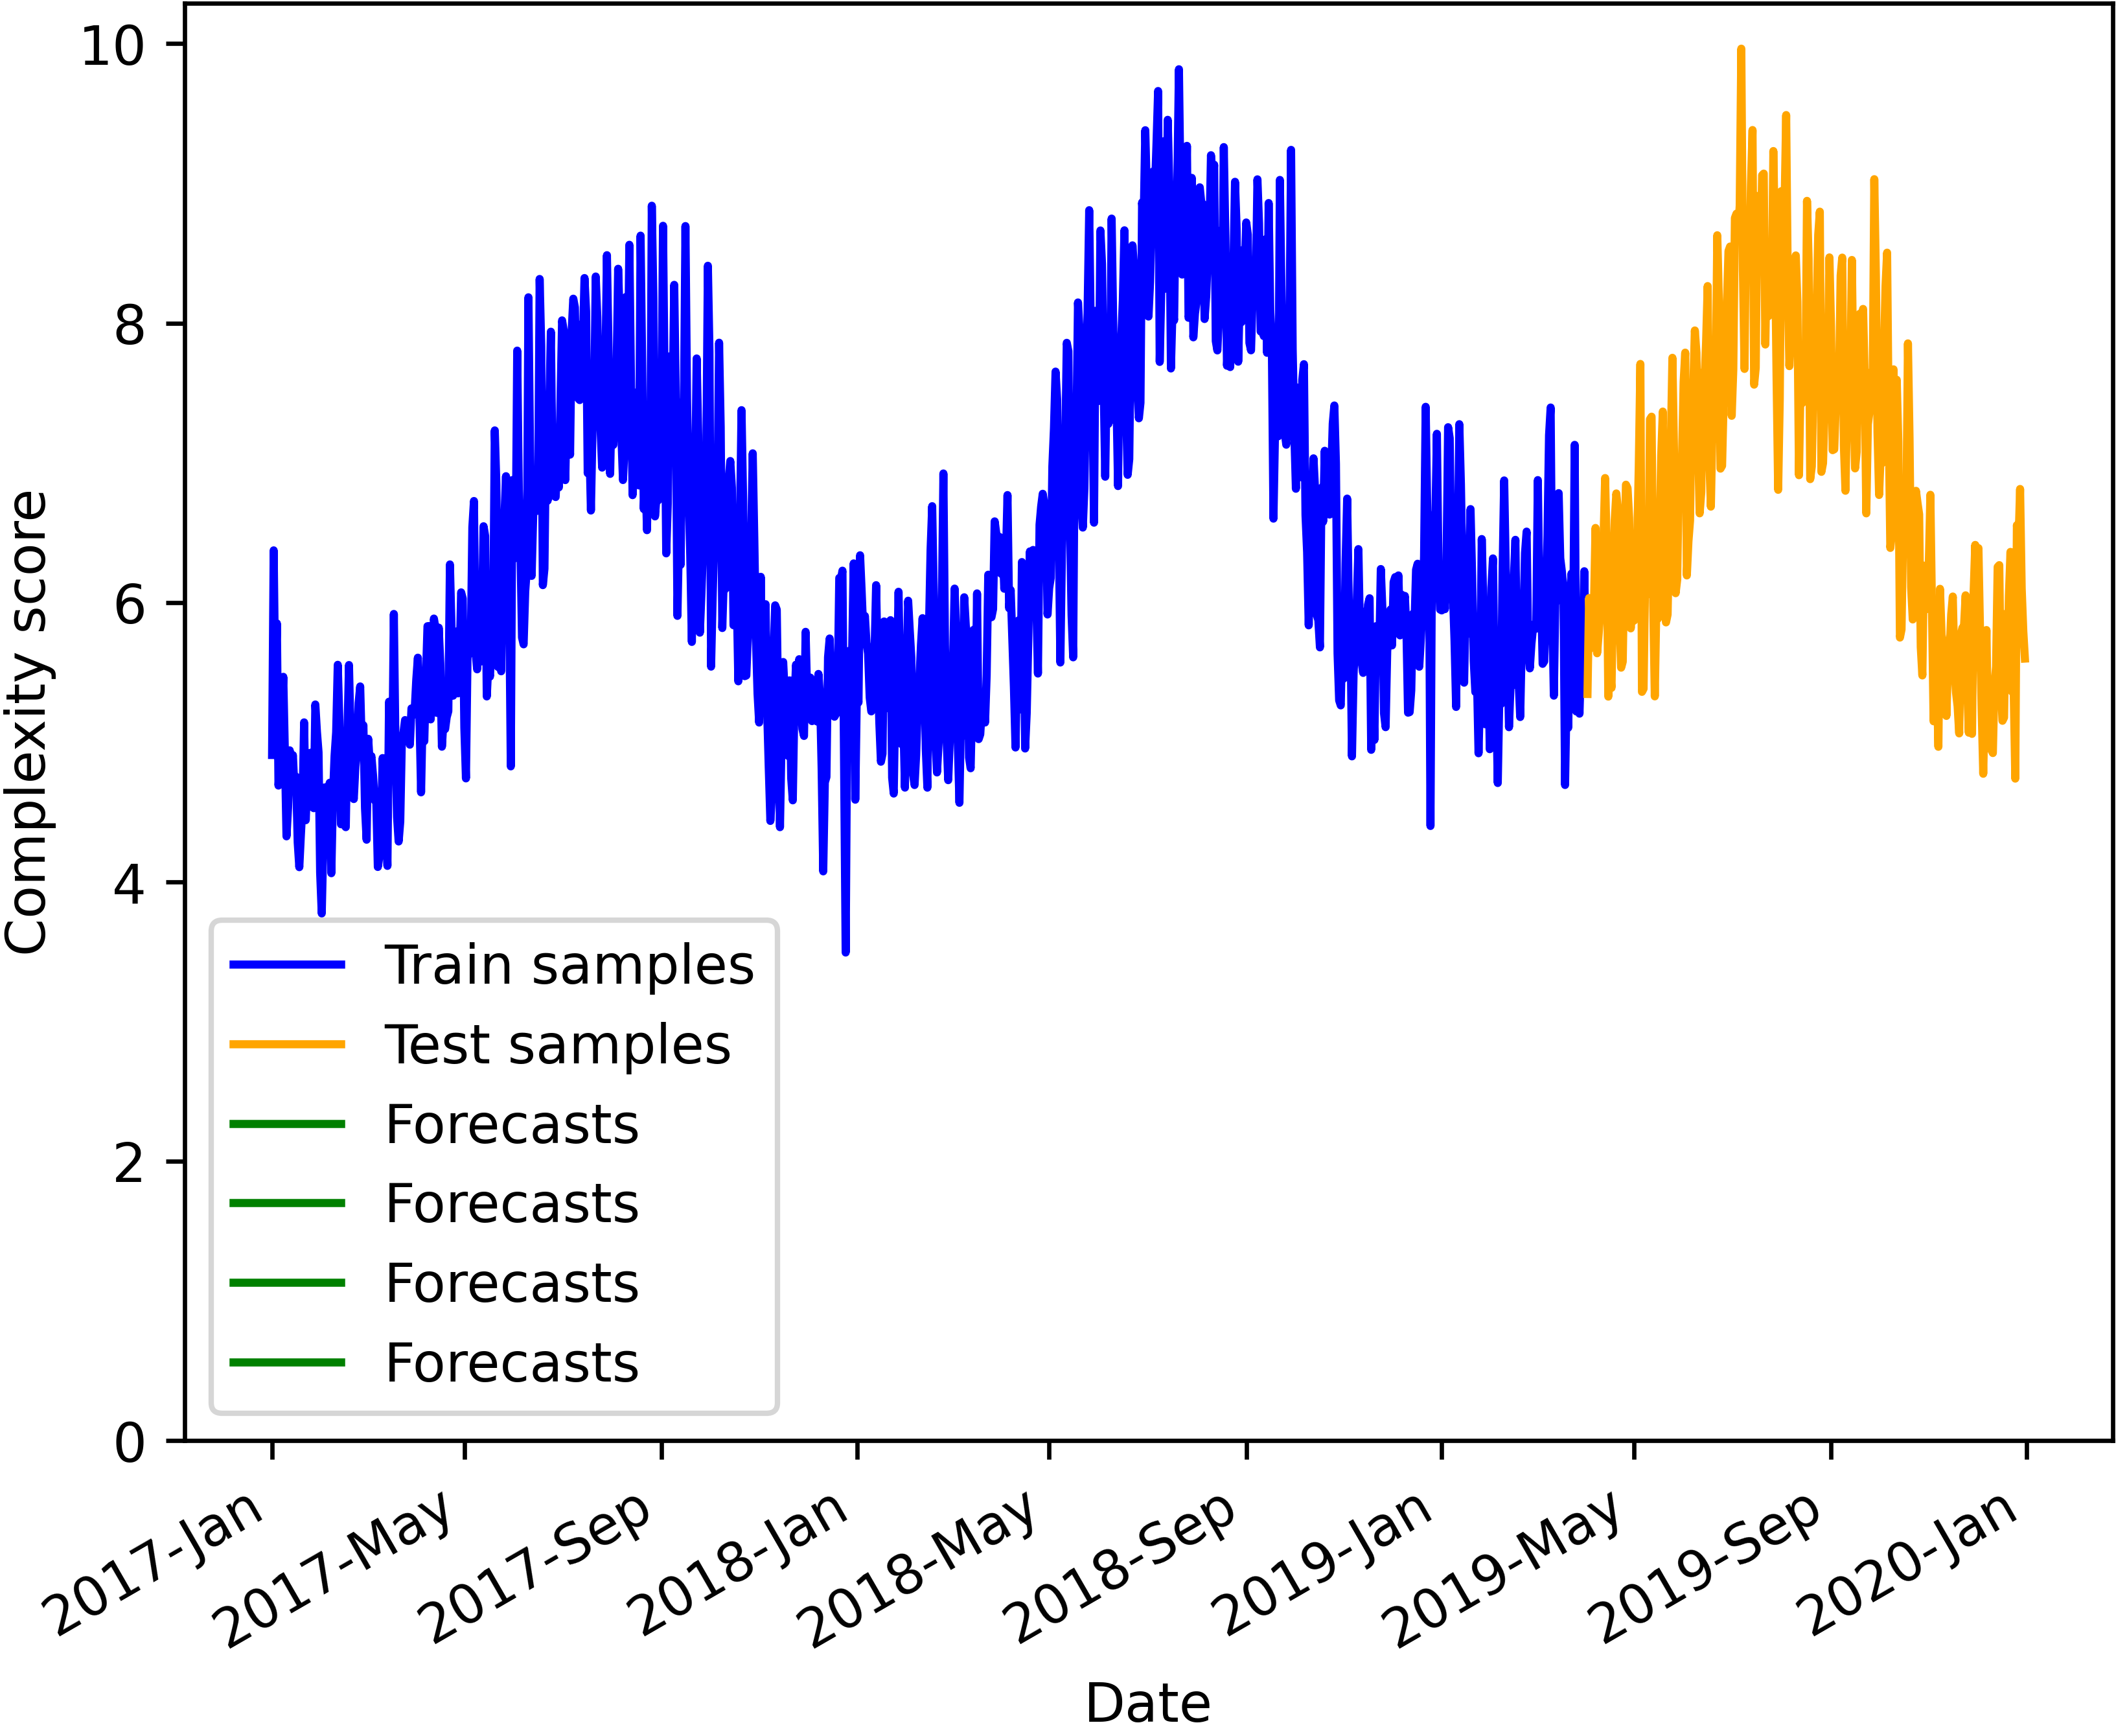 Complexity score
10
8
6
4
2
0
Train samples
Test samples
Forecasts
Forecasts
Forecasts
Forecasts
2017-Jan
2017-May
2017-Sep
2018-Jan
2018-May
2018-Sep
2019-Jan
2019-May
2019-Sep
2020-Jan
Date